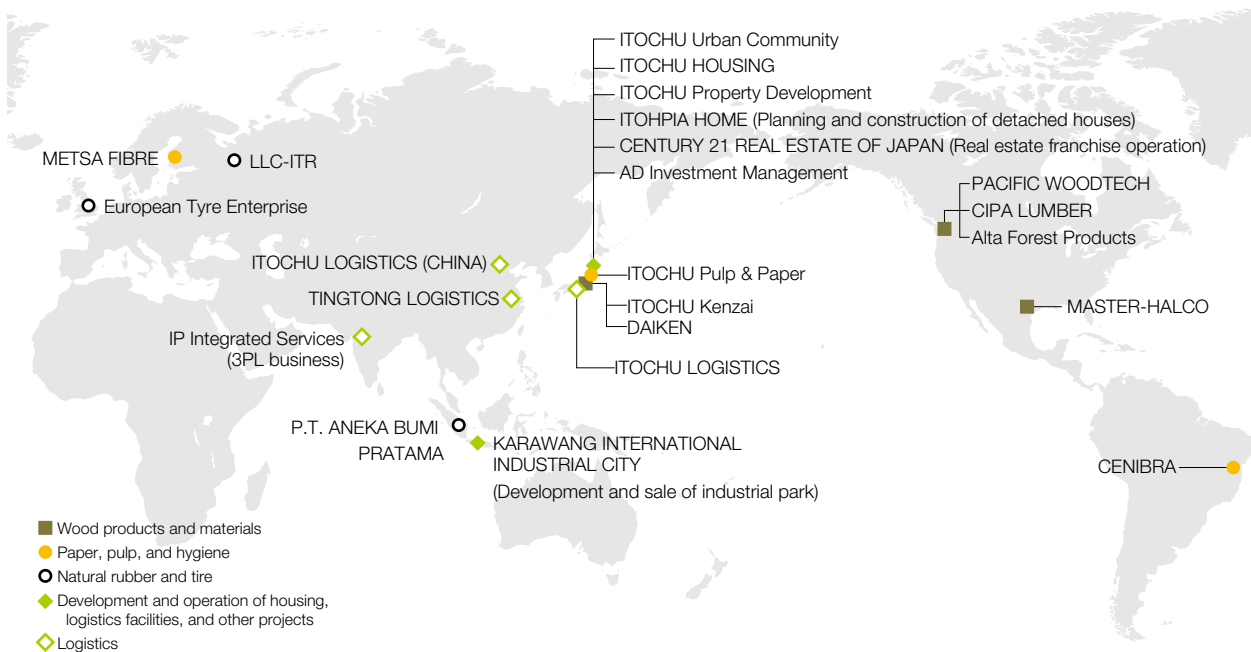 ITOCHU Urban Community
ITOCHU HOUSING
ITOCHU Property Development
ITOHPIA HOME (Planning and construction of detached houses)
CENTURY 21 REAL ESTATE OF JAPAN (Real estate franchise operation)
AD Investment Management
METSA FIBRE
LLC-ITR
European Tyre Enterprise
PACIFIC WOODTECH
CIPA LUMBER
Alta Forest Products
ITOCHU LOGISTICS (CHINA)
TINGTONG LOGISTICS
IP Integrated Services
(3PL business)
ITOCHU Pulp & Paper
ITOCHU Kenzai
DAIKEN
ITOCHU LOGISTICS
MASTER-HALCO
P.T. ANEKA BUMI
PRATAMA
KARAWANG INTERNATIONAL
INDUSTRIAL CITY
(Development and sale of industrial park)
CENIBRA
Wood products and materials
Paper, pulp, and hygiene
Natural rubber and tire
Development and operation of housing,
logistics facilities, and other projects
Logistics